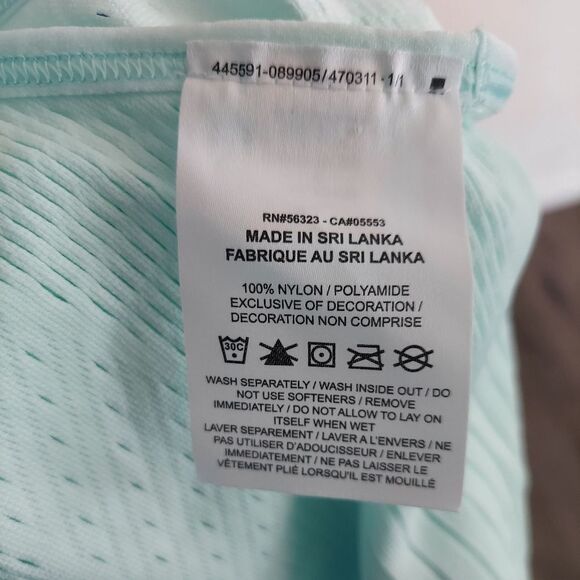 445591-089905/470311-1/1
RN#56323 - CA#05553
MADE IN SRI LANKA
FABRIQUE AU SRI LANKA
100% NYLON / POLYAMIDE
EXCLUSIVE OF DECORATION /
DECORATION NON COMPRISE
30C
WASH SEPARATELY / WASH INSIDE OUT / DO
NOT USE SOFTENERS / REMOVE
IMMEDIATELY / DO NOT ALLOW TO LAY ON
ITSELF WHEN WET
LAVER SEPAREMENT / LAVER A L'ENVERS / NE
PAS UTILISER D'ADOUCISSEUR / ENLEVER
IMMÉDIATEMENT / NE PAS LAISSER LE
VÊTEMENT PLIÉ LORSQU'IL EST MOUILLÉ